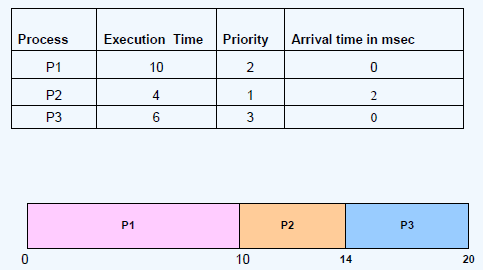 Process Execution Time Priority Arrival time in msec
P1 10 2 0
P2 4 1 2
P3 6 3 0
P1 P2 P3
0 10 14 20